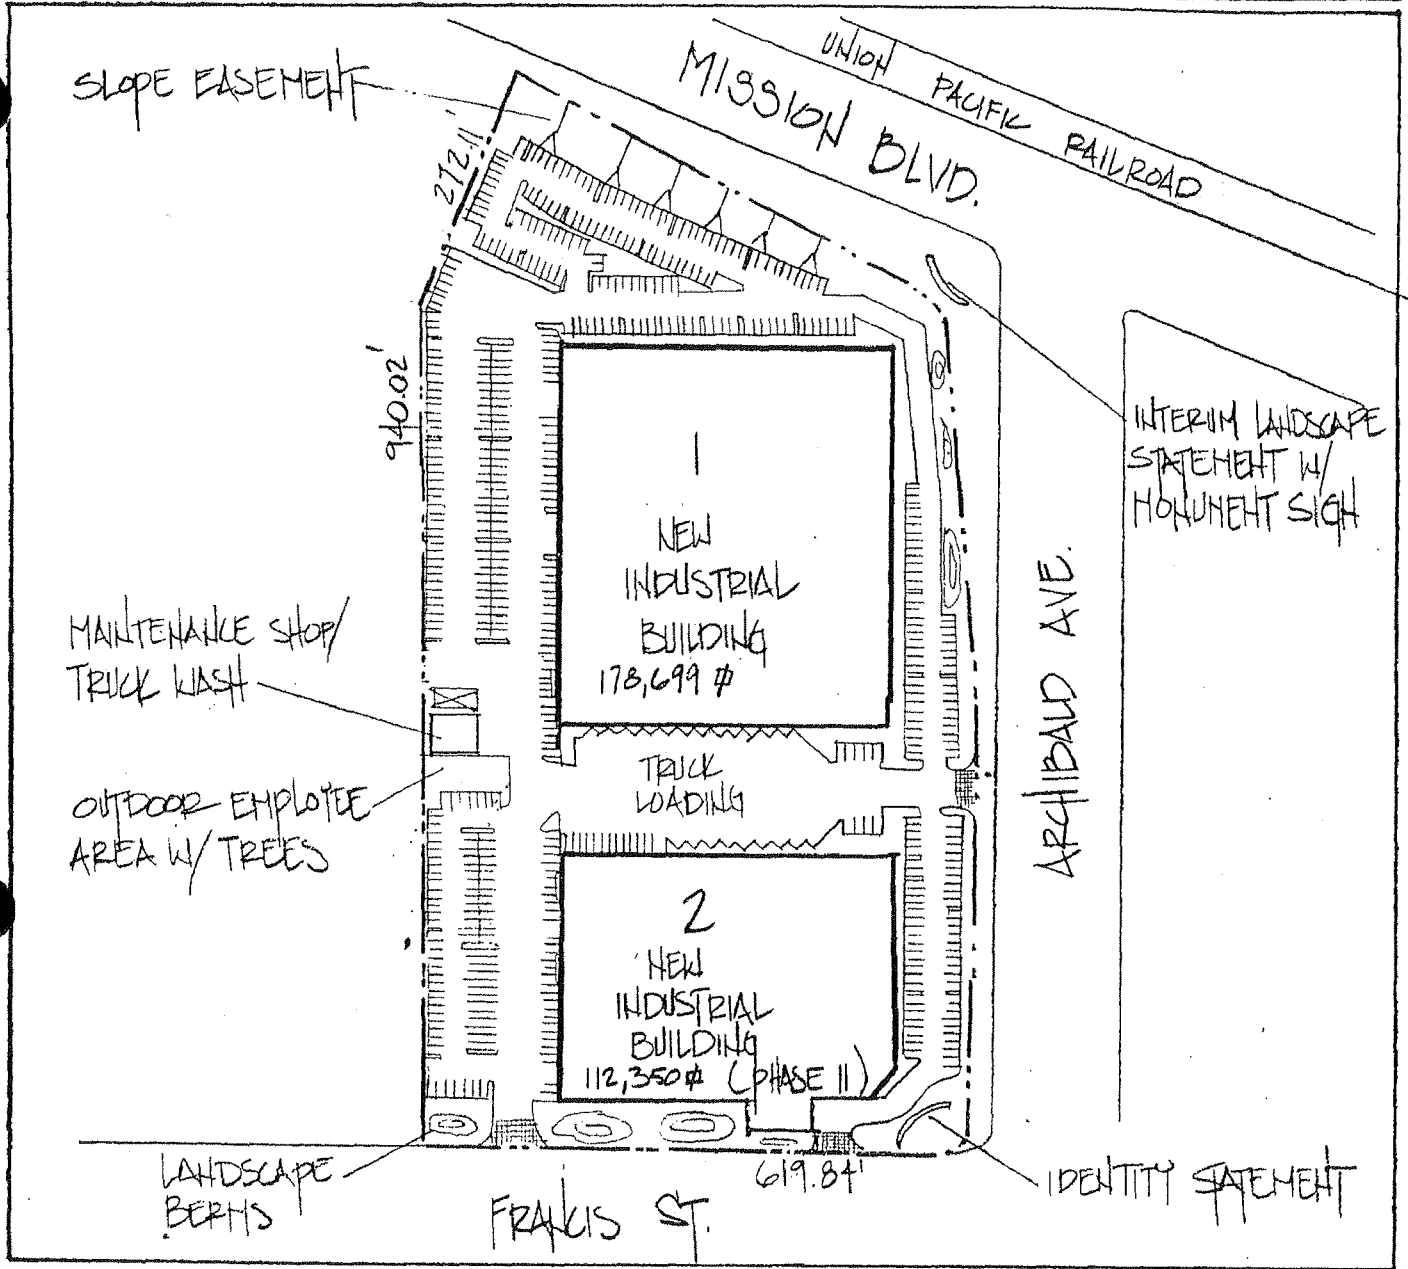 SLOPE EASEMENT
UNION PACIFIC RAILROAD
MISSION BLVD.
272.11
940.02'
INTERIM LANDSCAPE
STATEMENT W/
MONUMENT SIGN
1
NEW
INDUSTRIAL
BUILDING
178,699 ⌗
MAINTENANCE SHOP/
TRUCK WASH
TRUCK
LOADING
OUTDOOR EMPLOYEE
AREA W/ TREES
ARCHIBALD AVE.
2
NEW
INDUSTRIAL
BUILDING
112,350⌗ (PHASE II)
LANDSCAPE
BERMS
619.84'
IDENTITY STATEMENT
FRANCIS ST.